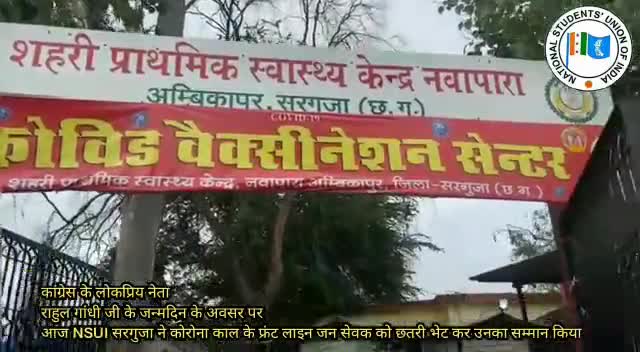 NATIONAL STUDENTS' UNION OF INDIA
शहरी प्राथमिक स्वास्थ्य केन्द्र नवापारा
अम्बिकापुर, सरगुजा (छ.ग.)
COVID-19
कोविड वैक्सीनेशन सेन्टर
शहरी प्राथमिक स्वास्थ्य केन्द्र, नवापारा अम्बिकापुर, जिला-सरगुजा (छ ग.)
कांग्रेस के लोकप्रिय नेता
राहुल गांधी जी के जन्मदिन के अवसर पर
आज NSUI सरगुजा ने कोरोना काल के फ्रंट लाइन जन सेवक को छतरी भेट कर उनका सम्मान किया